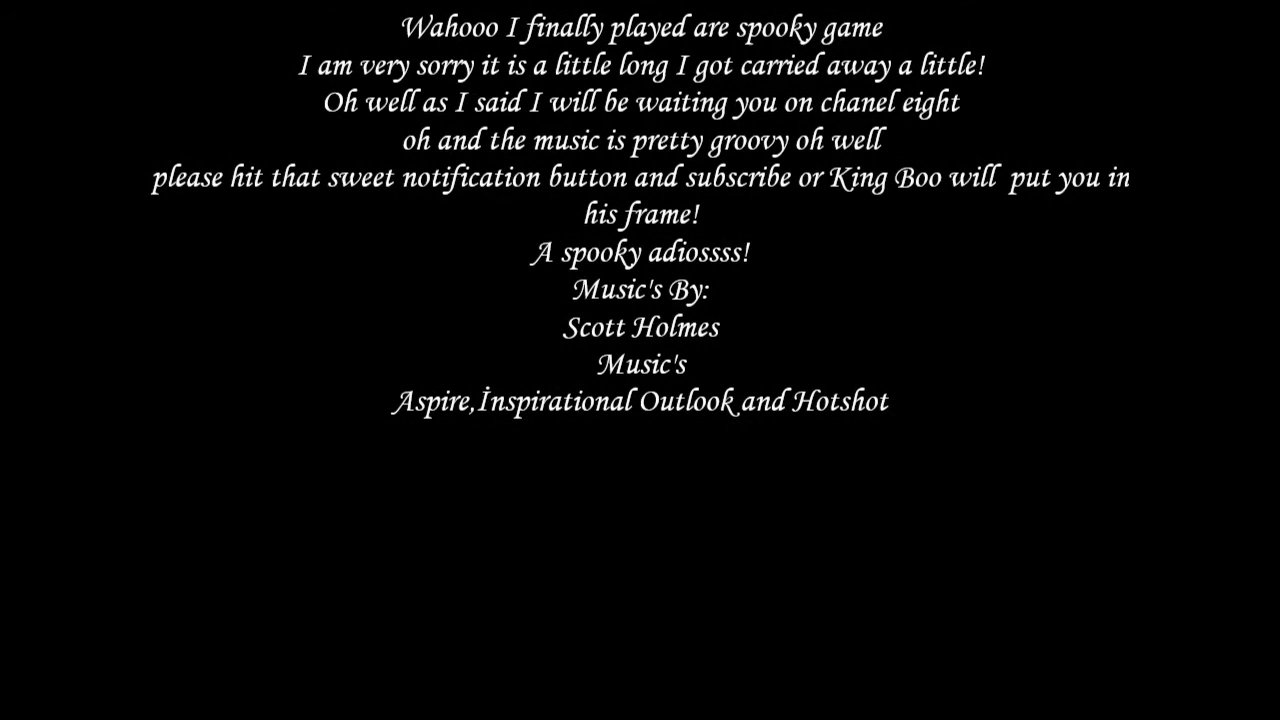 Wahooo I finally played are spooky game
I am very sorry it is a little long I got carried away a little!
Oh well as I said I will be waiting you on chanel eight
oh and the music is pretty groovy oh well
please hit that sweet notification button and subscribe or King Boo will  put you in
his frame!
A spooky adiossss!
Music's By:
Scott Holmes
Music's
Aspire,İnspirational Outlook and Hotshot